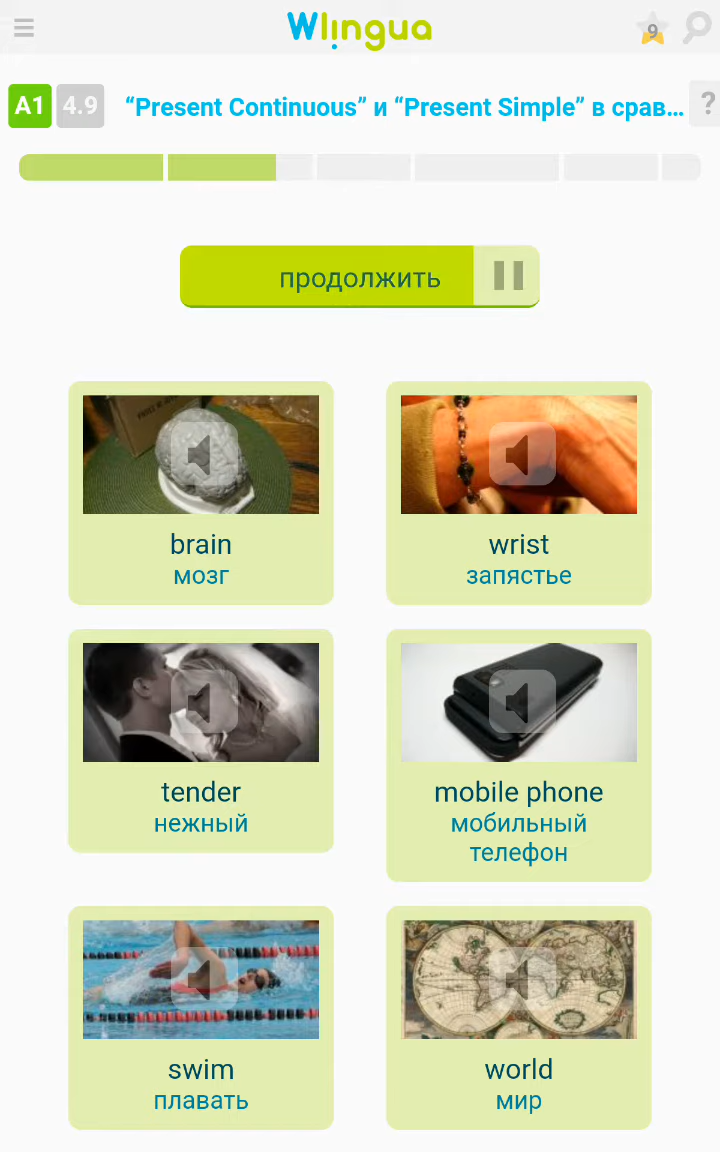 Wlingua
9
A1 4.9 “Present Continuous” и “Present Simple” в срав... ?
продолжить
brain
мозг
wrist
запястье
tender
нежный
mobile phone
мобильный
телефон
swim
плавать
world
мир